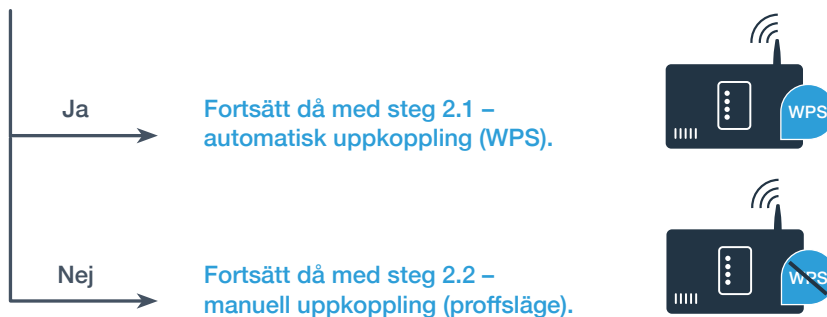 Ja
Fortsätt då med steg 2.1 –
automatisk uppkoppling (WPS).
WPS
Nej
Fortsätt då med steg 2.2 –
manuell uppkoppling (proffsläge).
WPS